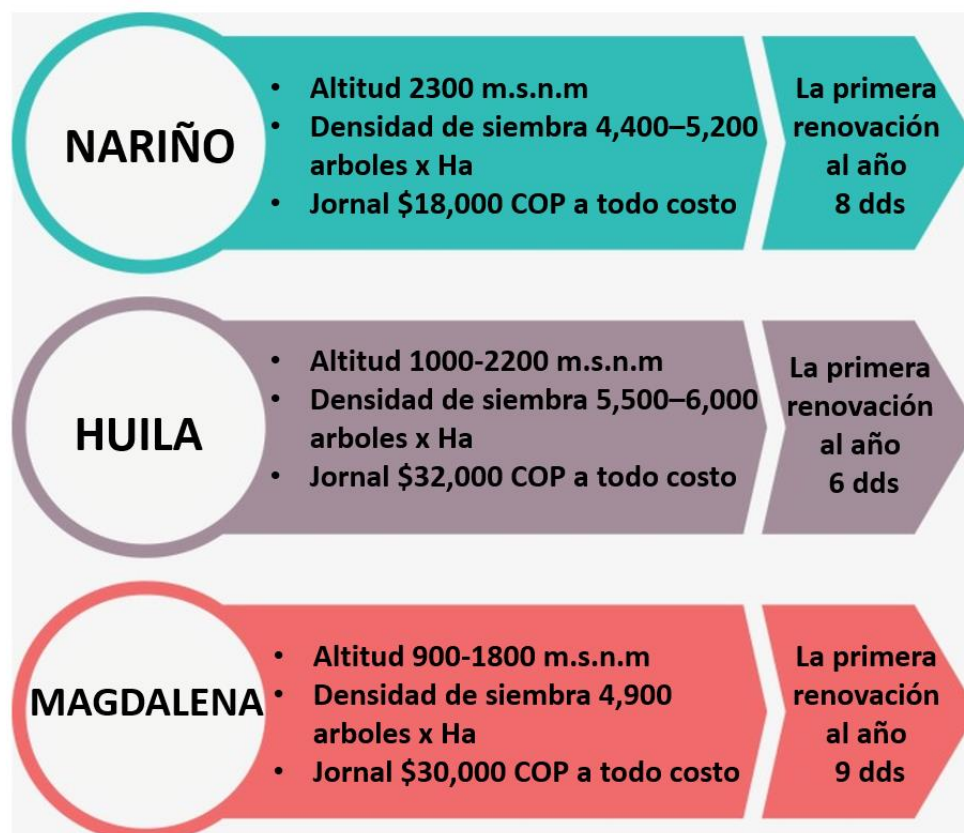 NARIÑO
• Altitud 2300 m.s.n.m
• Densidad de siembra 4,400–5,200
arboles x Ha
• Jornal $18,000 COP a todo costo
La primera
renovación
al año
8 dds
HUILA
• Altitud 1000-2200 m.s.n.m
• Densidad de siembra 5,500–6,000
arboles x Ha
• Jornal $32,000 COP a todo costo
La primera
renovación
al año
6 dds
MAGDALENA
• Altitud 900-1800 m.s.n.m
• Densidad de siembra 4,900
arboles x Ha
• Jornal $30,000 COP a todo costo
La primera
renovación
al año
9 dds